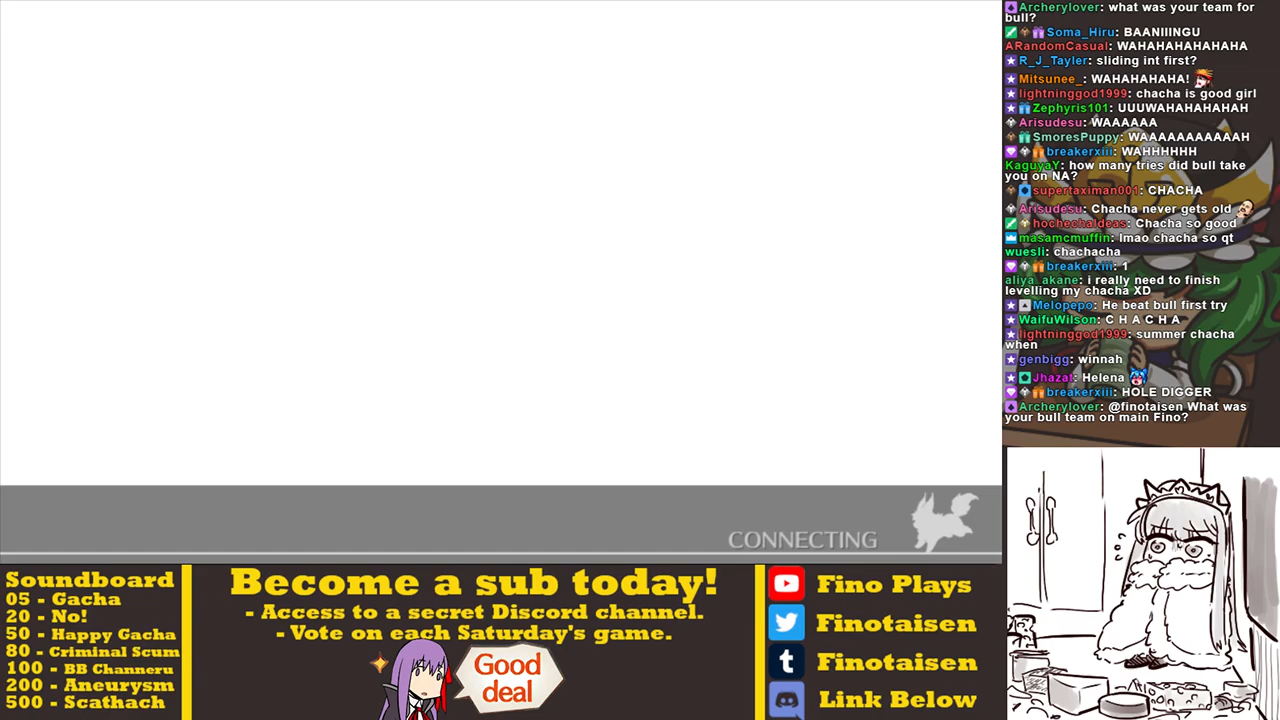 Archerylover: what was your team for
bull?
Soma_Hiru: BAANIIINGU
ARandomCasual: WAHAHAHAHAHAHA
R_J_Tayler: sliding int first?
Mitsunee_: WAHAHAHAHA!
lightninggod1999: chacha is good girl
Zephyris101: UUUWAHAHAHAHAH
Arisudesu: WAAAAAA
SmoresPuppy: WAAAAAAAAAAAH
breakerxiii: WAHHHHHH
KaguyaY: how many tries did bull take
you on NA?
supertaximan001: CHACHA
Arisudesu: Chacha never gets old
hochechaldeas: Chacha so good
masamcmuffin: lmao chacha so qt
wuesli: chachacha
breakerxiii: 1
aliya_akane: i really need to finish
levelling my chacha XD
Melopepo: He beat bull first try
WaifuWilson: C H A C H A
lightninggod1999: summer chacha
when
genbigg: winnah
Jhazat: Helena
breakerxiii: HOLE DIGGER
Archerylover: @finotaisen What was
your bull team on main Fino?
CONNECTING
Soundboard
05 - Gacha
20 - No!
50 - Happy Gacha
80 - Criminal Scum
100 - BB Channeru
200 - Aneurysm
500 - Scathach
Become a sub today!
- Access to a secret Discord channel.
- Vote on each Saturday's game.
Good
deal
Fino Plays
Finotaisen
Finotaisen
Link Below